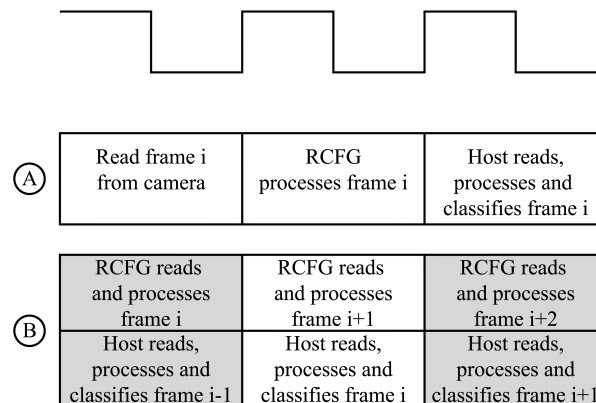 A
Read frame i
from camera
RCFG
processes frame i
Host reads,
processes and
classifies frame i
B
RCFG reads
and processes
frame i
RCFG reads
and processes
frame i+1
RCFG reads
and processes
frame i+2
Host reads,
processes and
classifies frame i-1
Host reads,
processes and
classifies frame i
Host reads,
processes and
classifies frame i+1